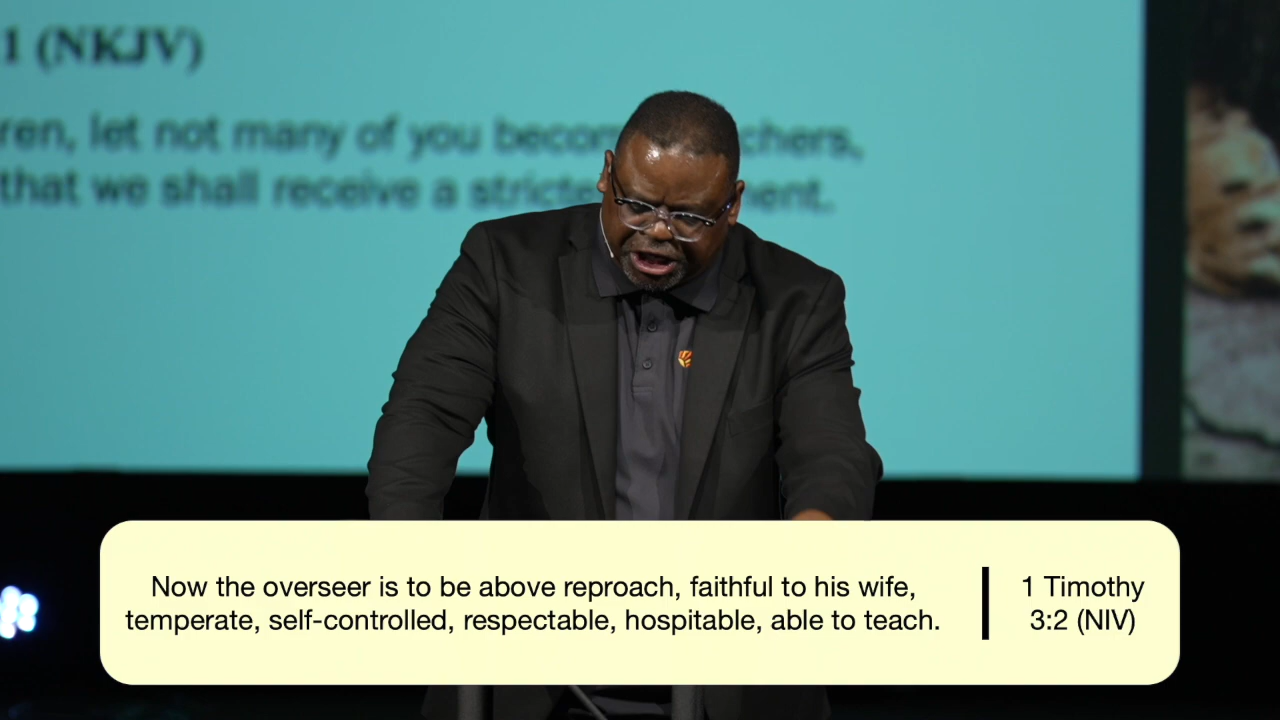 1 (NKJV)
ren, let not many of you become chers,
that we shall receive a stricte ent.
Now the overseer is to be above reproach, faithful to his wife,
temperate, self-controlled, respectable, hospitable, able to teach.
1 Timothy
3:2 (NIV)